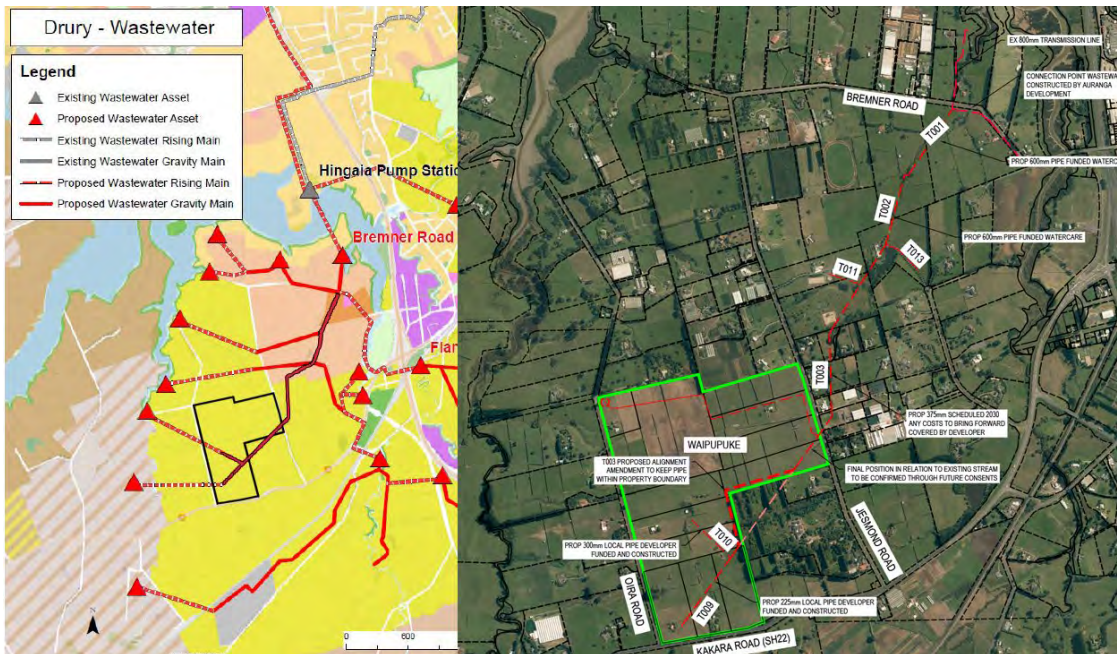 Drury - Wastewater
Legend
Existing Wastewater Asset
Proposed Wastewater Asset
Existing Wastewater Rising Main
Existing Wastewater Gravity Main
Proposed Wastewater Rising Main
Proposed Wastewater Gravity Main
Hingaia Pump Static
Bremner Road
Flan
N
0 600
EX 800mm TRANSMISSION LINE
CONNECTION POINT WASTEWA
CONSTRUCTED BY AURANGA
DEVELOPMENT
BREMNER ROAD
T001
PROP 600mm PIPE FUNDED WATERC
T002
PROP 600mm PIPE FUNDED WATERCARE
T013
T011
T003
PROP 375mm SCHEDULED 2030
ANY COSTS TO BRING FORWARD
COVERED BY DEVELOPER
WAIPUPUKE
T003 PROPOSED ALIGNMENT
AMENDMENT TO KEEP PIPE
WITHIN PROPERTY BOUNDARY
FINAL POSITION IN RELATION TO EXISTING STREAM
TO BE CONFIRMED THROUGH FUTURE CONSENTS
JESMOND ROAD
PROP 300mm LOCAL PIPE DEVELOPER
FUNDED AND CONSTRUCTED
T010
OIRA ROAD
T009
PROP 225mm LOCAL PIPE DEVELOPER
FUNDED AND CONSTRUCTED
KAKARA ROAD (SH22)